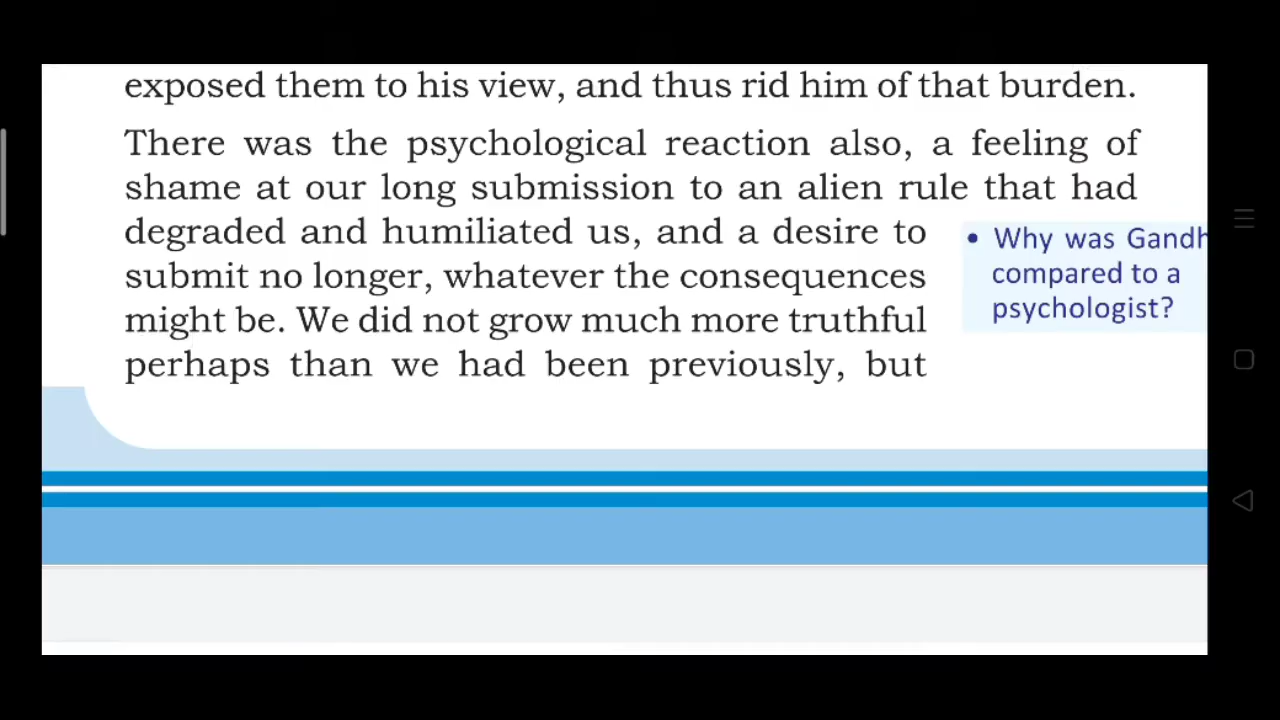 exposed them to his view, and thus rid him of that burden.
There was the psychological reaction also, a feeling of
shame at our long submission to an alien rule that had
degraded and humiliated us, and a desire to
submit no longer, whatever the consequences
might be. We did not grow much more truthful
perhaps than we had been previously, but
• Why was Gandh
compared to a
psychologist?